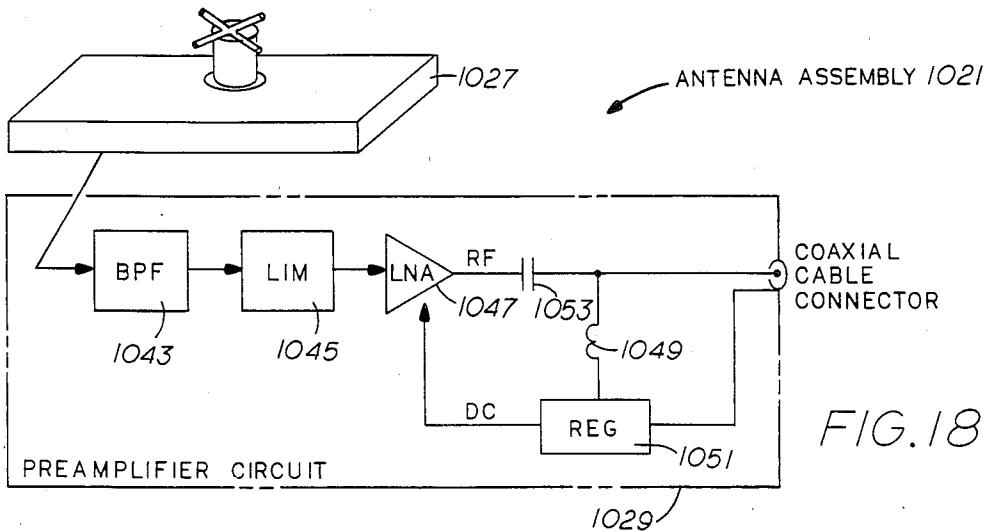 1027
ANTENNA ASSEMBLY 1021
BPF
LIM
LNA
RF
COAXIAL
CABLE
CONNECTOR
1043
1045
1047
1053
1049
DC
REG
1051
PREAMPLIFIER CIRCUIT
1029
FIG.18